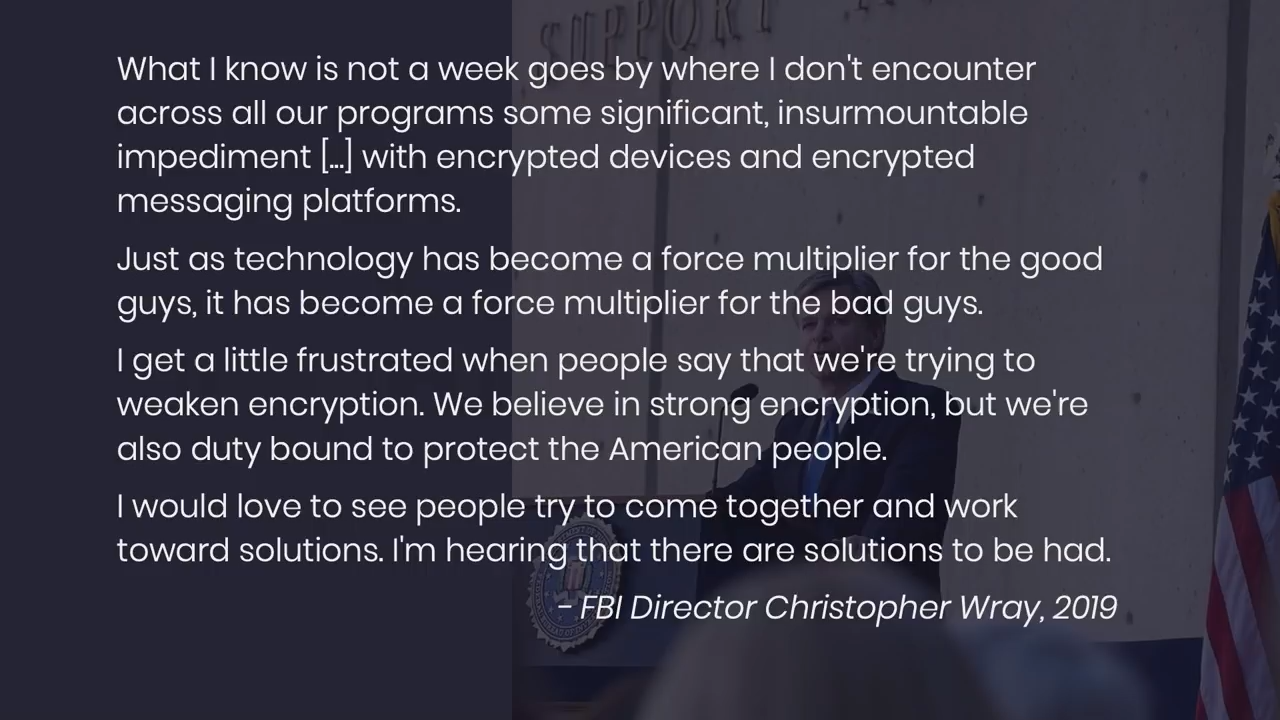 SUPPORT
What I know is not a week goes by where I don't encounter
across all our programs some significant, insurmountable
impediment [...] with encrypted devices and encrypted
messaging platforms.
Just as technology has become a force multiplier for the good
guys, it has become a force multiplier for the bad guys.
I get a little frustrated when people say that we're trying to
weaken encryption. We believe in strong encryption, but we're
also duty bound to protect the American people.
I would love to see people try to come together and work
toward solutions. I'm hearing that there are solutions to be had.
- FBI Director Christopher Wray, 2019